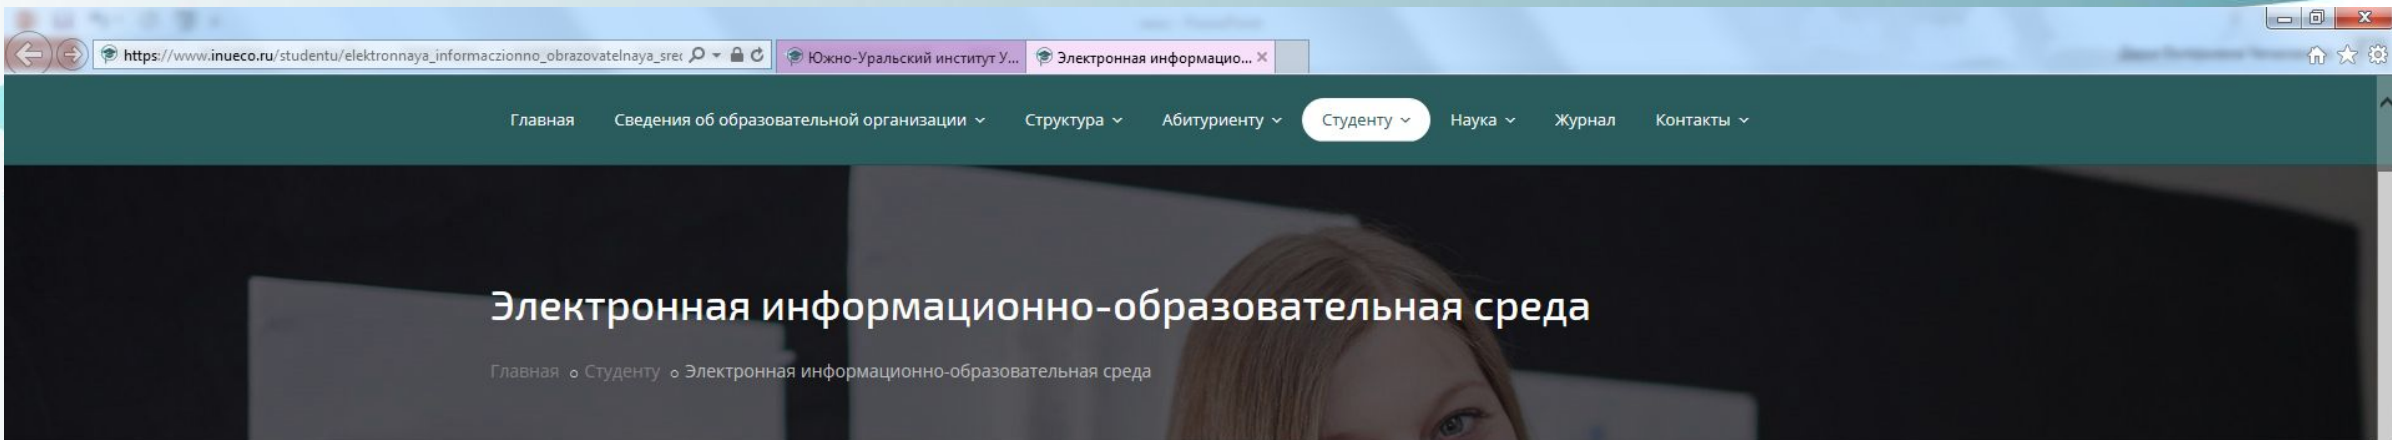 https://www.inueco.ru/studentu/elektronnaya_informaczionno_obrazovatelnaya_srec
Южно-Уральский институт У...
Электронная информацио...
Главная Сведения об образовательной организации Структура Абитуриенту Студенту Наука Журнал Контакты
Электронная информационно-образовательная среда
Главная Студенту Электронная информационно-образовательная среда